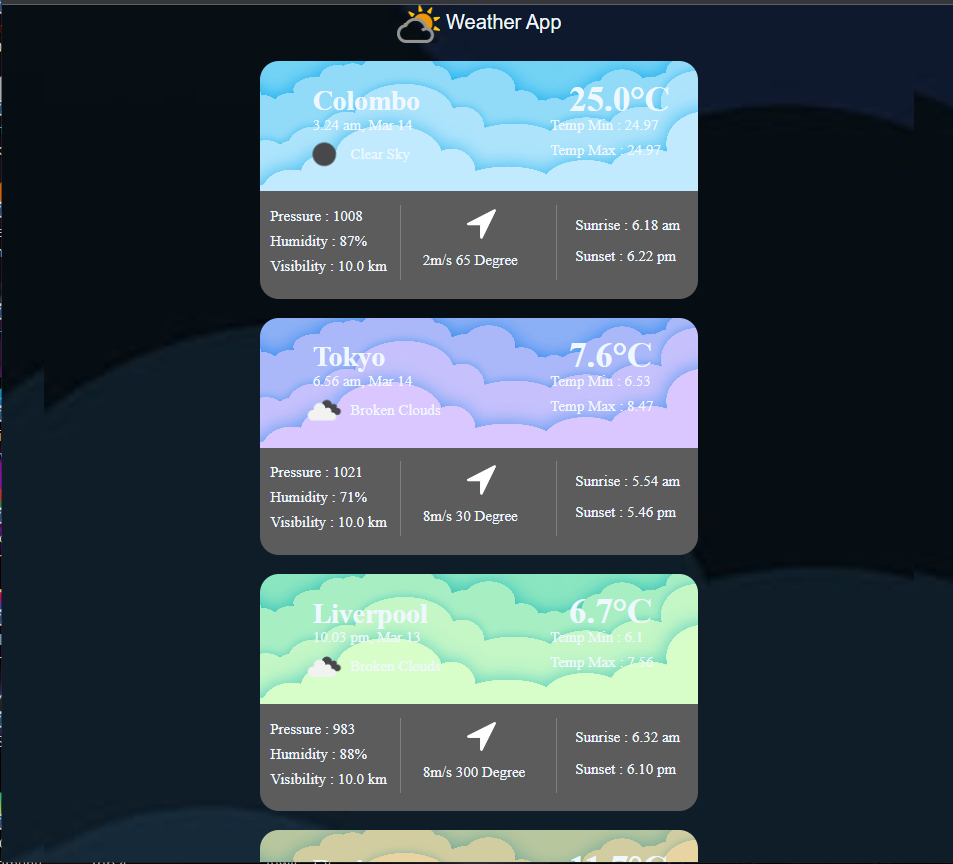 Weather App
Colombo
25.0°C
3.24 am, Mar 14
Temp Min : 24.97
Clear Sky
Temp Max : 24.97
Pressure : 1008
Humidity : 87%
Visibility : 10.0 km
2m/s 65 Degree
Sunrise : 6.18 am
Sunset : 6.22 pm
Tokyo
7.6°C
6.56 am, Mar 14
Temp Min : 6.53
Broken Clouds
Temp Max : 8.47
Pressure : 1021
Humidity : 71%
Visibility : 10.0 km
8m/s 30 Degree
Sunrise : 5.54 am
Sunset : 5.46 pm
Liverpool
6.7°C
10.03 pm, Mar 13
Temp Min : 6.1
Broken Clouds
Temp Max : 7.56
Pressure : 983
Humidity : 88%
Visibility : 10.0 km
8m/s 300 Degree
Sunrise : 6.32 am
Sunset : 6.10 pm